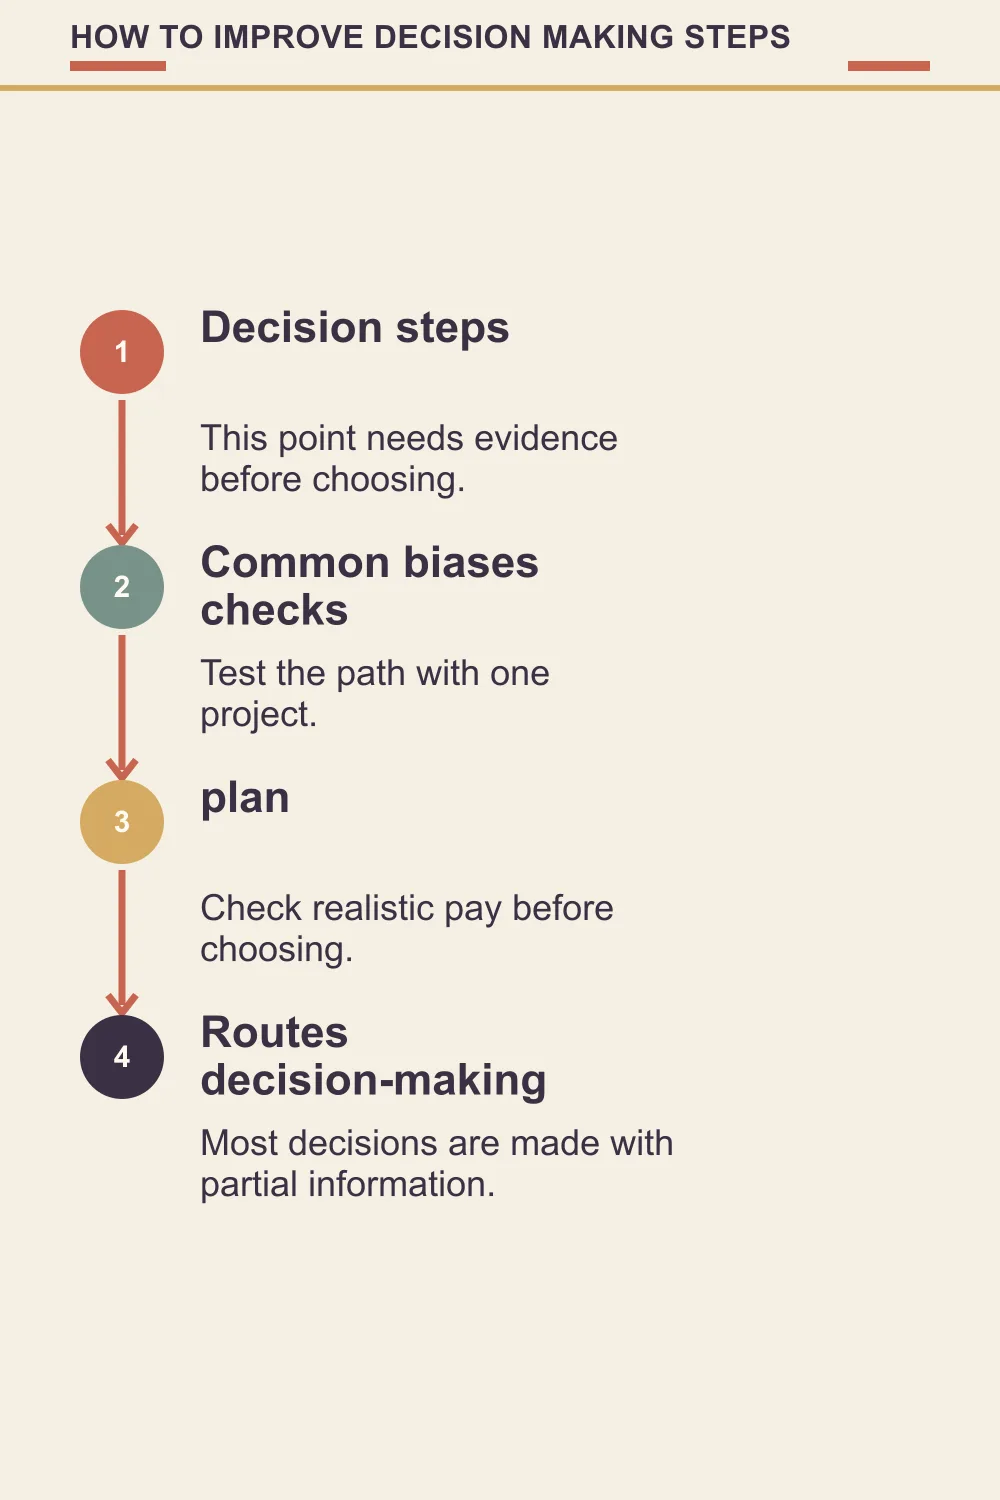 HOW TO IMPROVE DECISION MAKING STEPS
1
Decision steps
This point needs evidence
before choosing.
2
Common biases
checks
Test the path with one
project.
3
plan
Check realistic pay before
choosing.
4
Routes
decision-making
Most decisions are made with
partial information.